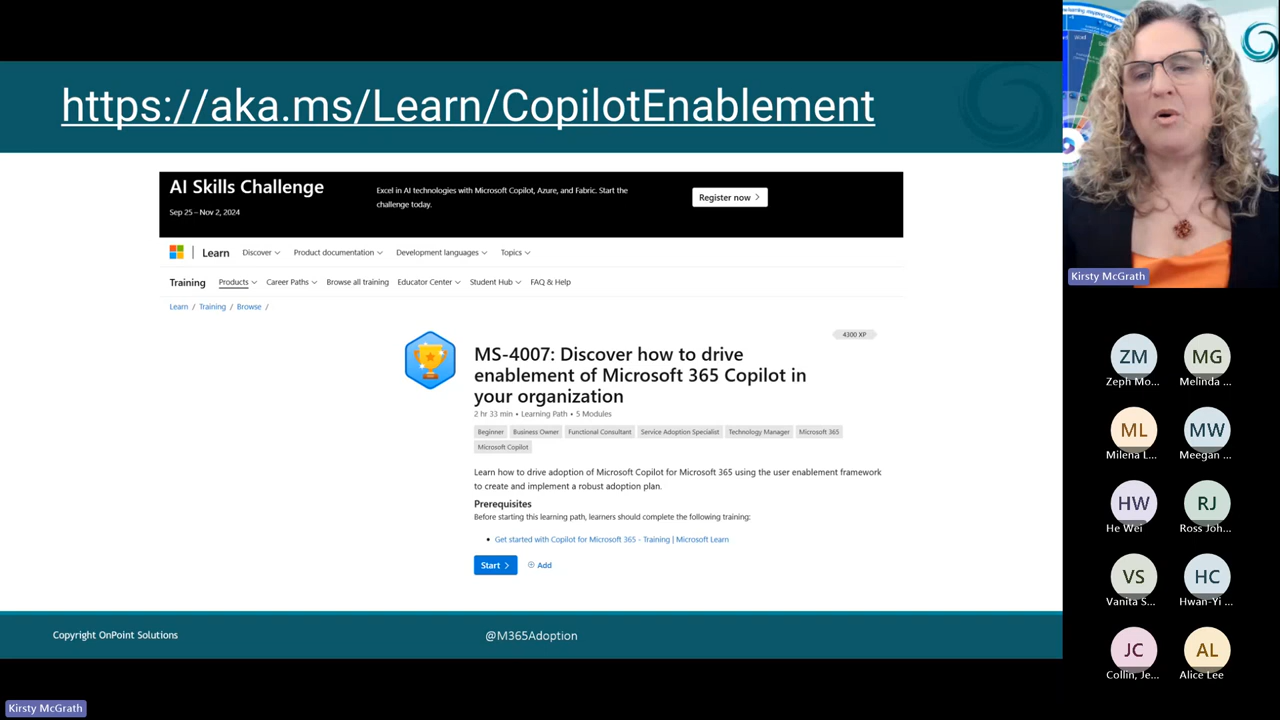 https://aka.ms/Learn/CopilotEnablement
AI Skills Challenge
Sep 25 – Nov 2, 2024
Excel in AI technologies with Microsoft Copilot, Azure, and Fabric. Start the
challenge today.
Register now
Learn Discover Product documentation Development languages Topics
Training Products Career Paths Browse all training Educator Center Student Hub FAQ & Help
Learn / Training / Browse /
4300 XP
MS-4007: Discover how to drive
enablement of Microsoft 365 Copilot in
your organization
2 hr 33 min • Learning Path • 5 Modules
Beginner Business Owner Functional Consultant Service Adoption Specialist Technology Manager Microsoft 365
Microsoft Copilot
Learn how to drive adoption of Microsoft Copilot for Microsoft 365 using the user enablement framework
to create and implement a robust adoption plan.
Prerequisites
Before starting this learning path, learners should complete the following training:
• Get started with Copilot for Microsoft 365 - Training | Microsoft Learn
Start
Add
Copyright OnPoint Solutions
@M365Adoption
Kirsty McGrath
Kirsty McGrath
ZM MG
Zeph Mo... Melinda ...
ML MW
Milena L... Meegan ...
HW RJ
He Wei Ross Joh...
VS HC
Vanita S... Hwan-Yi ...
JC AL
Collin, Je... Alice Lee